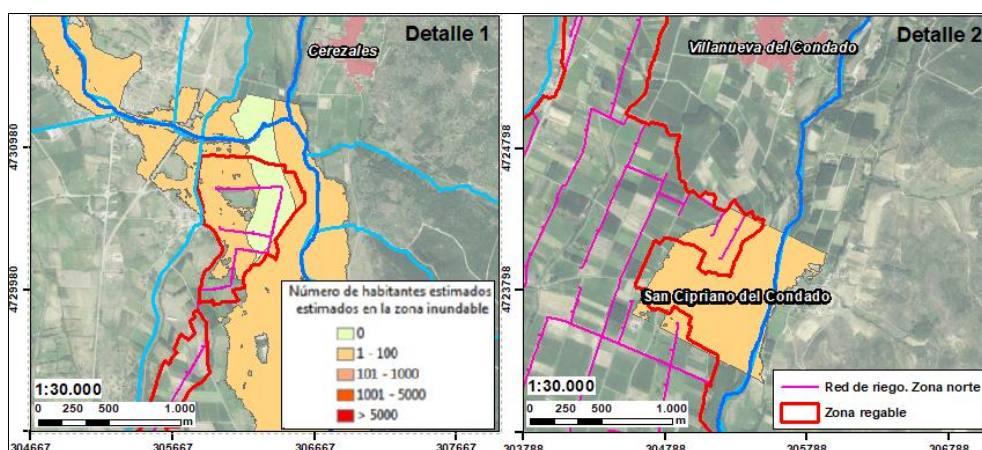 Detalle 1
Cerezales
4730980
4729980
Número de habitantes estimados
estimados en la zona inundable
0
1 - 100
101 - 1000
1001 - 5000
> 5000
1:30.000
0 250 500 1.000
m
304667 305667 306667 307667
Detalle 2
Villanueva del Condado
4724798
4723798
San Cipriano del Condado
1:30.000
0 250 500 1.000
m
Red de riego. Zona norte
Zona regable
303788 304788 305788 306788